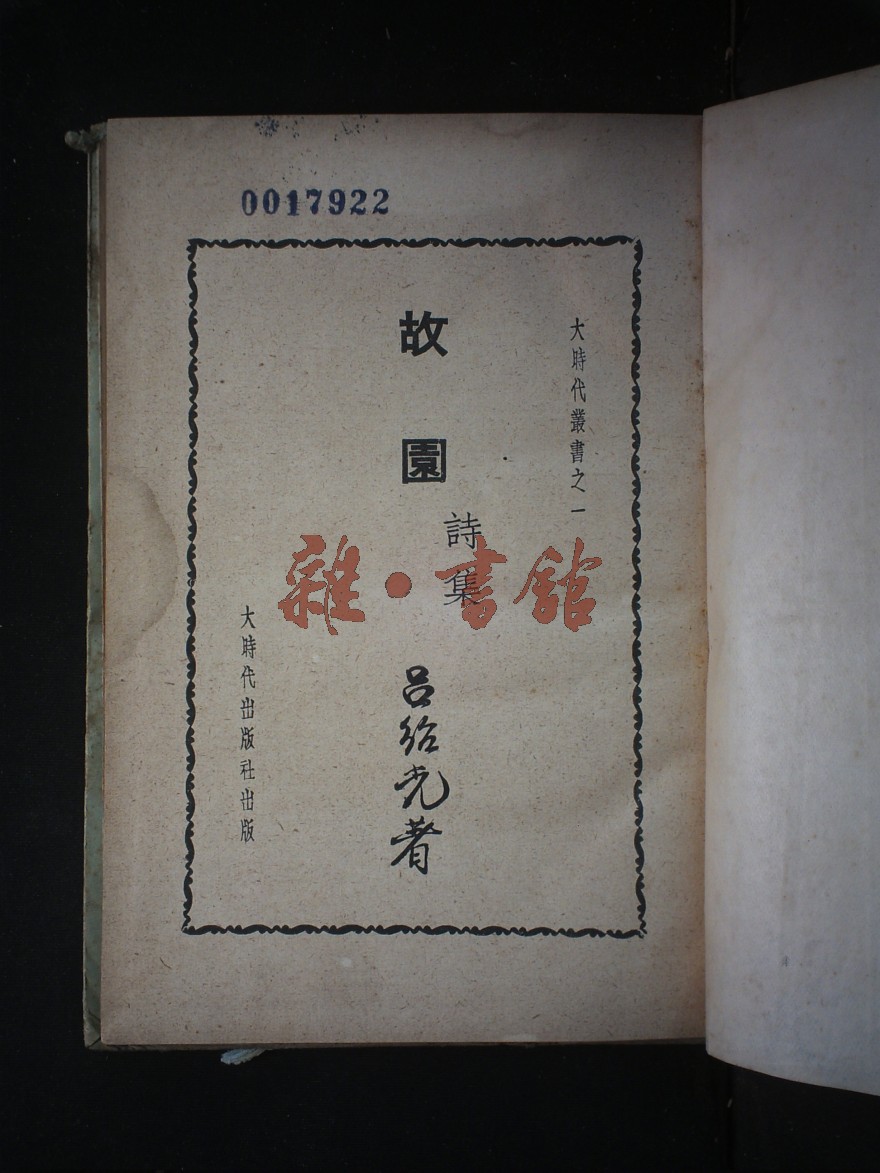 0017922
大時代叢書之一
故園
詩集
呂紹光著
大時代出版社出版
雜·書館